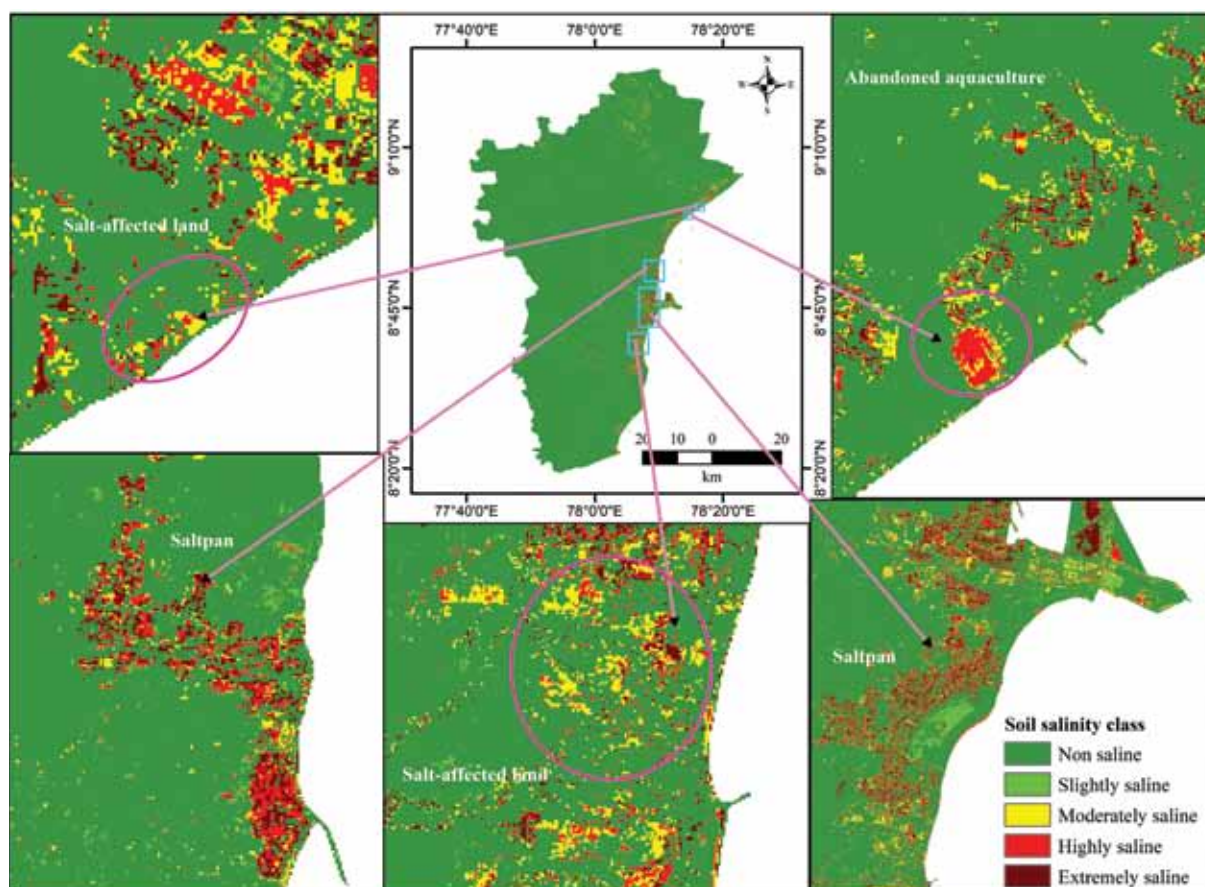 77°40'0"E 78°0'0"E 78°20'0"E
N
W E
S
9°10'0"N 9°10'0"N
8°45'0"N 8°45'0"N
8°20'0"N 8°20'0"N
20 10 0 20
km
77°40'0"E 78°0'0"E 78°20'0"E
Salt-affected land
Abandoned aquaculture
Saltpan
Salt-affected land
Saltpan
Soil salinity class
Non saline
Slightly saline
Moderately saline
Highly saline
Extremely saline